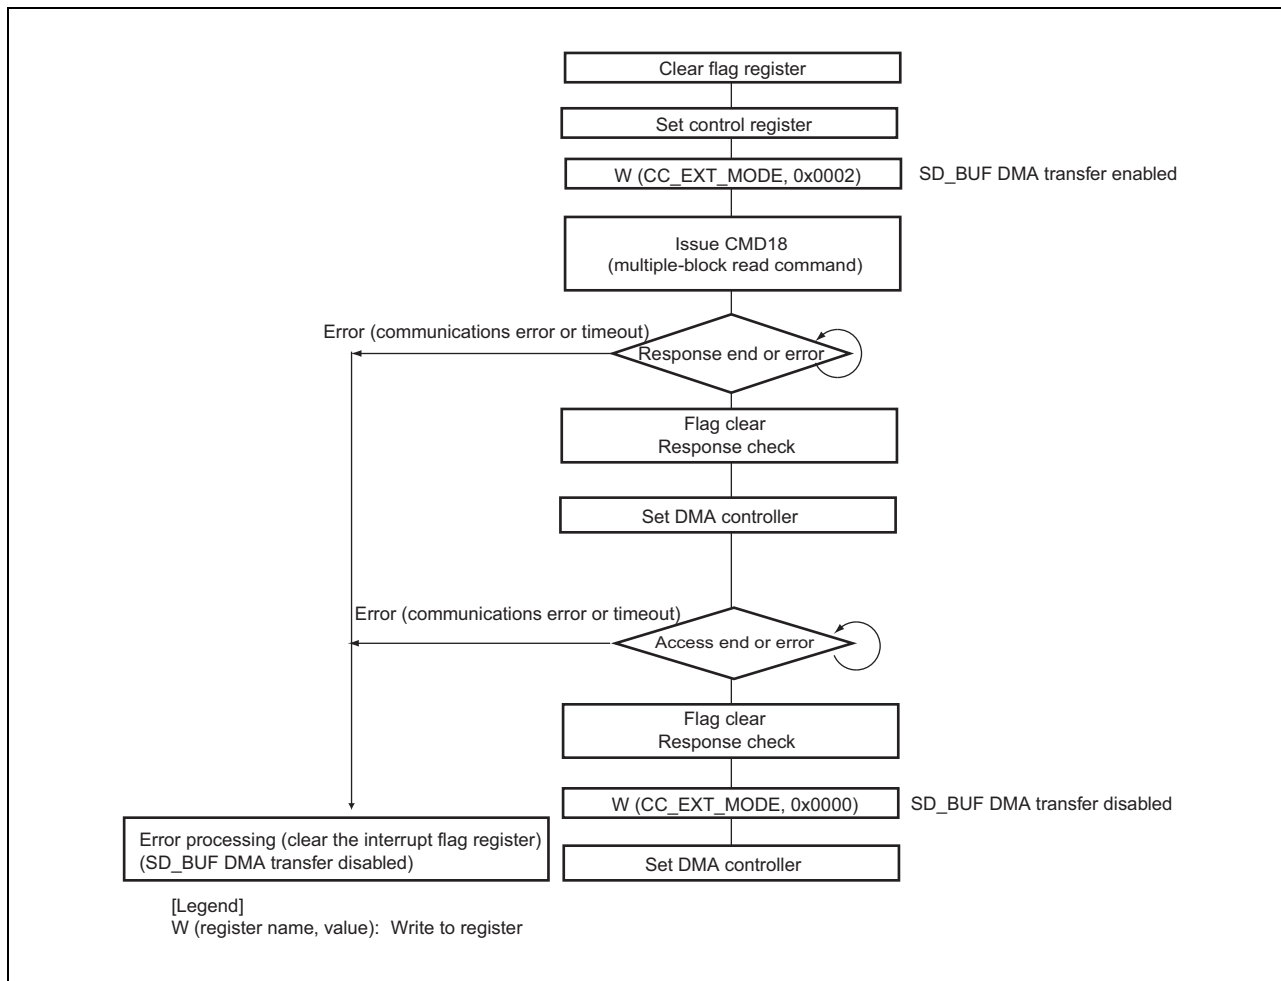 Clear flag register
Set control register
W (CC_EXT_MODE, 0x0002)
SD_BUF DMA transfer enabled
Issue CMD18
(multiple-block read command)
Error (communications error or timeout)
Response end or error
Flag clear
Response check
Set DMA controller
Error (communications error or timeout)
Access end or error
Flag clear
Response check
W (CC_EXT_MODE, 0x0000)
SD_BUF DMA transfer disabled
Error processing (clear the interrupt flag register)
(SD_BUF DMA transfer disabled)
Set DMA controller
[Legend]
W (register name, value): Write to register